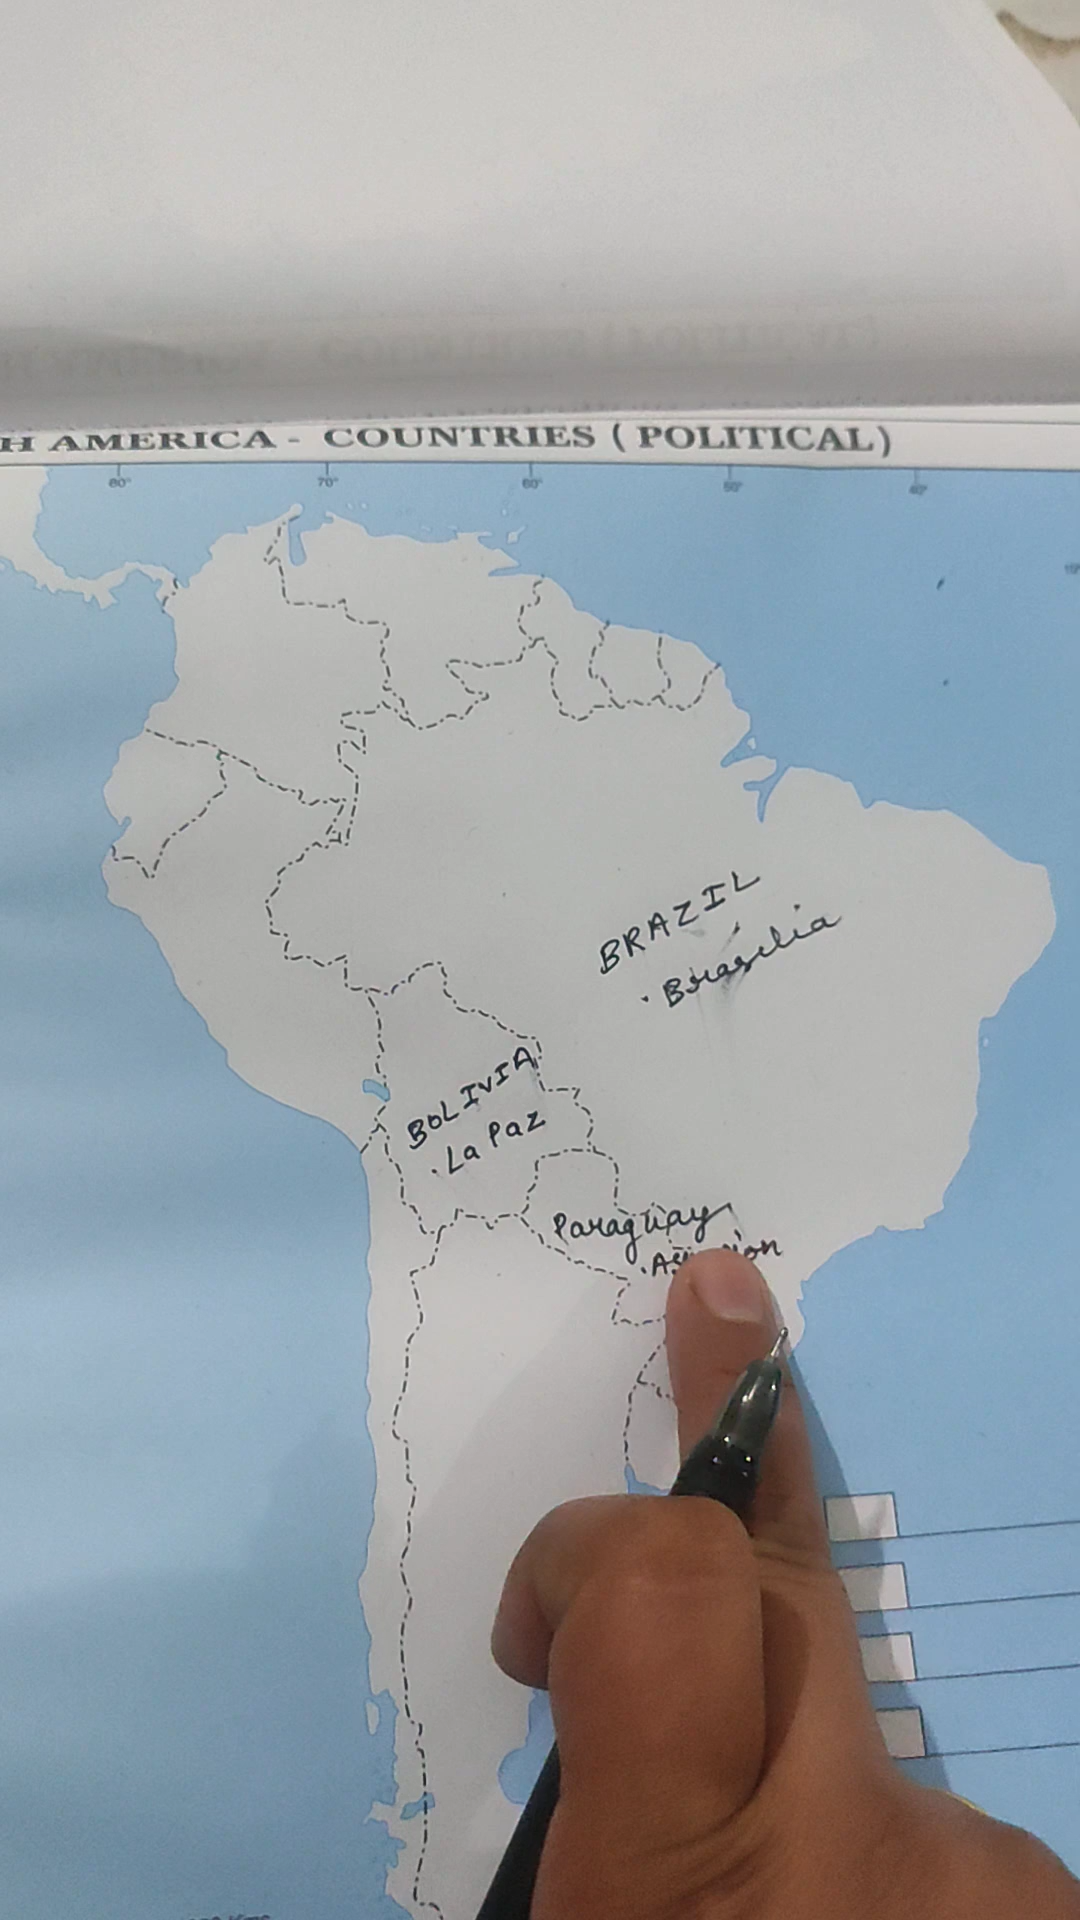 H AMERICA - COUNTRIES ( POLITICAL )
80° 70° 60° 50° 40°
BRAZIL
. Brasilia
BOLIVIA
. La Paz
Paraguay